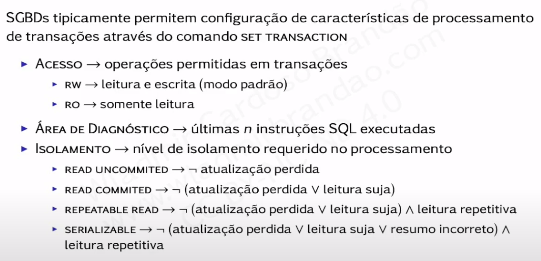 SGBDs tipicamente permitem configuração de características de processamento
de transações através do comando SET TRANSACTION
▶ ACESSO → operações permitidas em transações
▶ RW → leitura e escrita (modo padrão)
▶ RO → somente leitura
▶ ÁREA DE DIAGNÓSTICO → últimas n instruções SQL executadas
▶ ISOLAMENTO → nível de isolamento requerido no processamento
▶ READ UNCOMMITED → ¬ atualização perdida
▶ READ COMMITED → ¬ (atualização perdida ∨ leitura suja)
▶ REPEATABLE READ → ¬ (atualização perdida ∨ leitura suja) ∧ leitura repetitiva
▶ SERIALIZABLE → ¬ (atualização perdida ∨ leitura suja ∨ resumo incorreto) ∧
leitura repetitiva